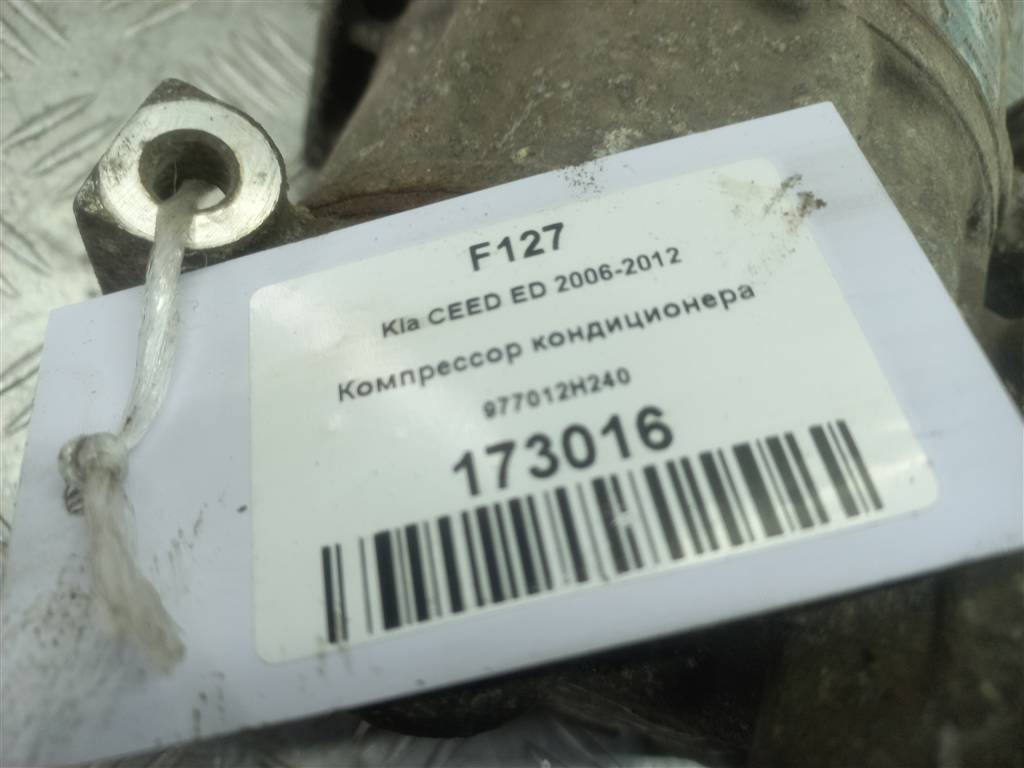 F127
Kia CEED ED 2006-2012
Компрессор кондиционера
977012H240
173016